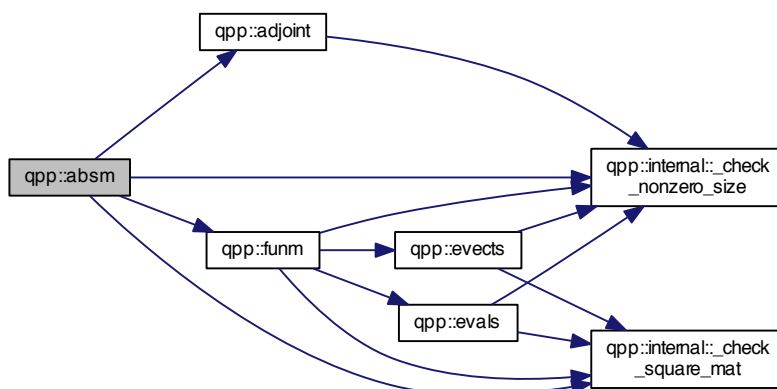 qpp::adjoint
qpp::absm
qpp::internal::_check
_nonzero_size
qpp::funm
qpp::evects
qpp::evals
qpp::internal::_check
_square_mat